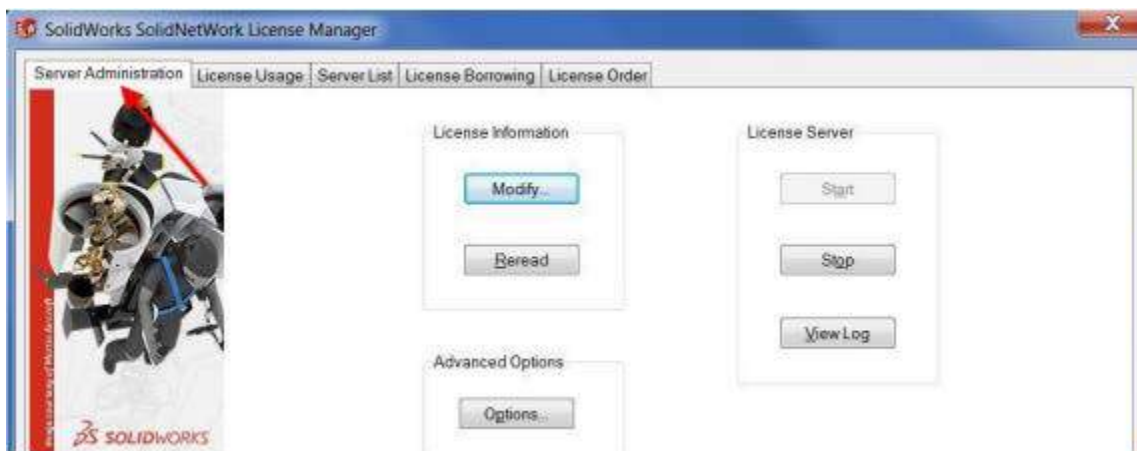 SolidWorks SolidNetWork License Manager
Server Administration License Usage Server List License Borrowing License Order
License Information
Modify...
Reread
License Server
Start
Stop
View Log
Advanced Options
Options...
SOLIDWORKS